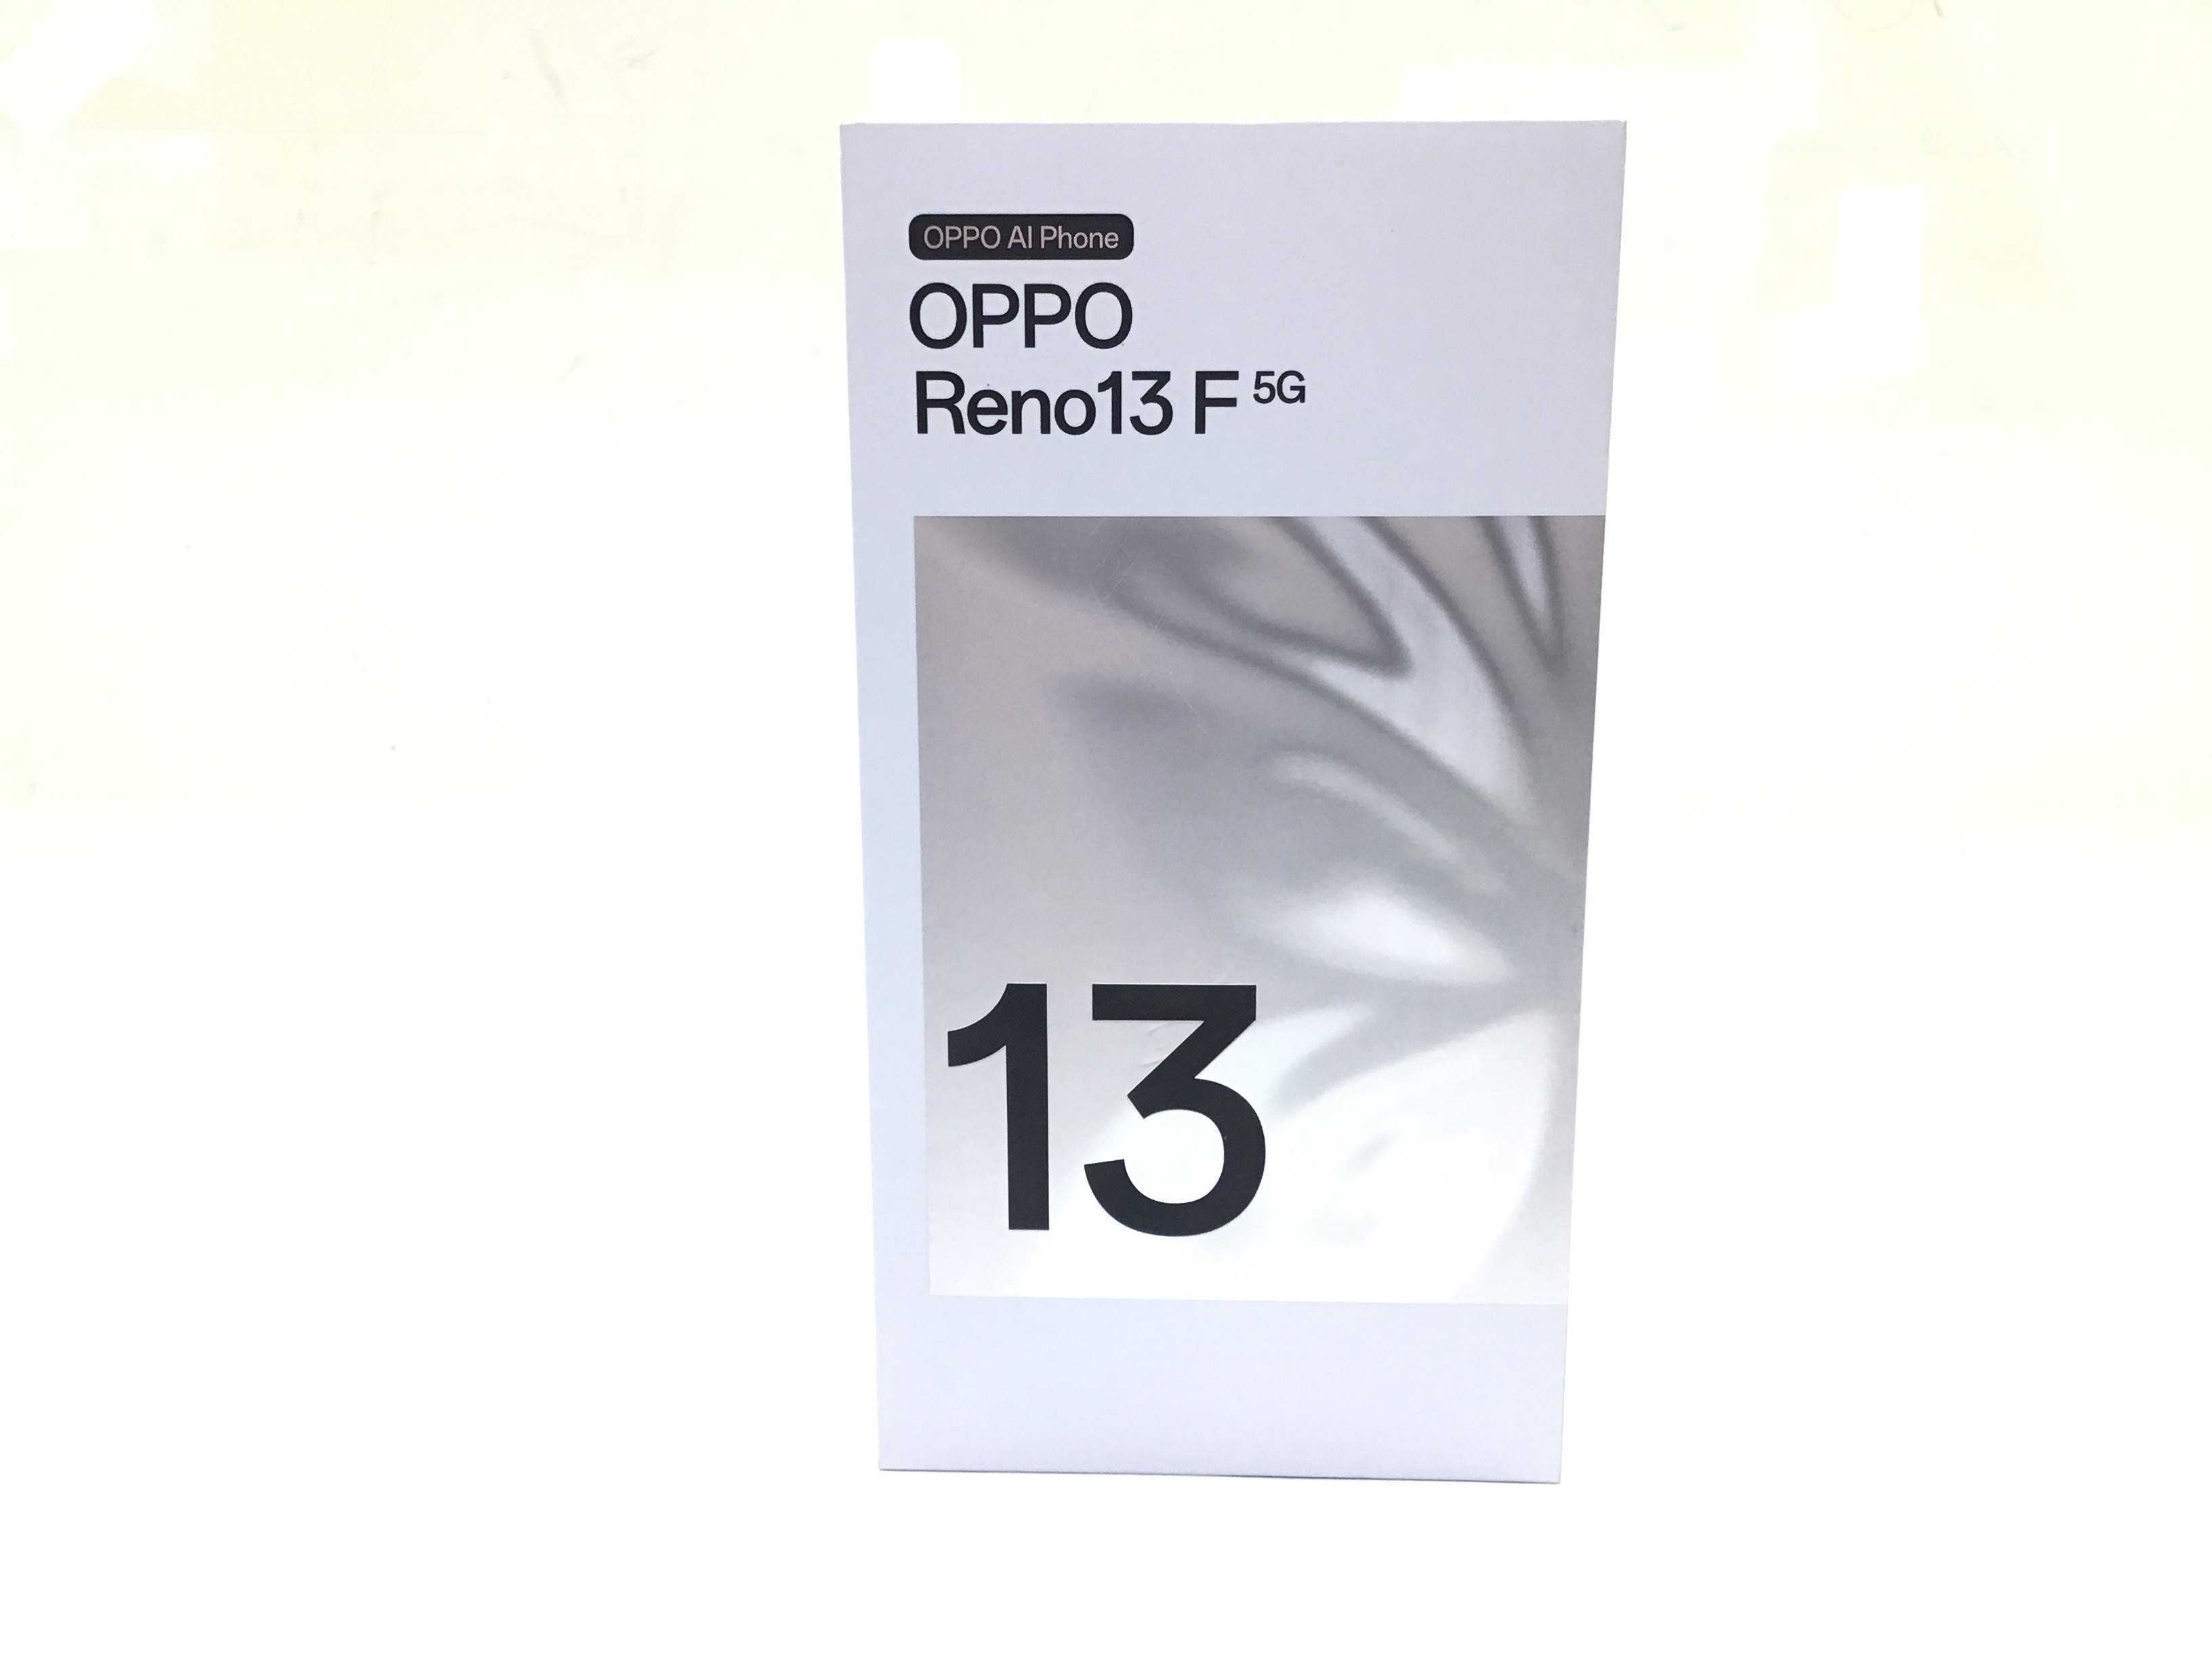 OPPO AI Phone
OPPO
Reno13 F 5G
13